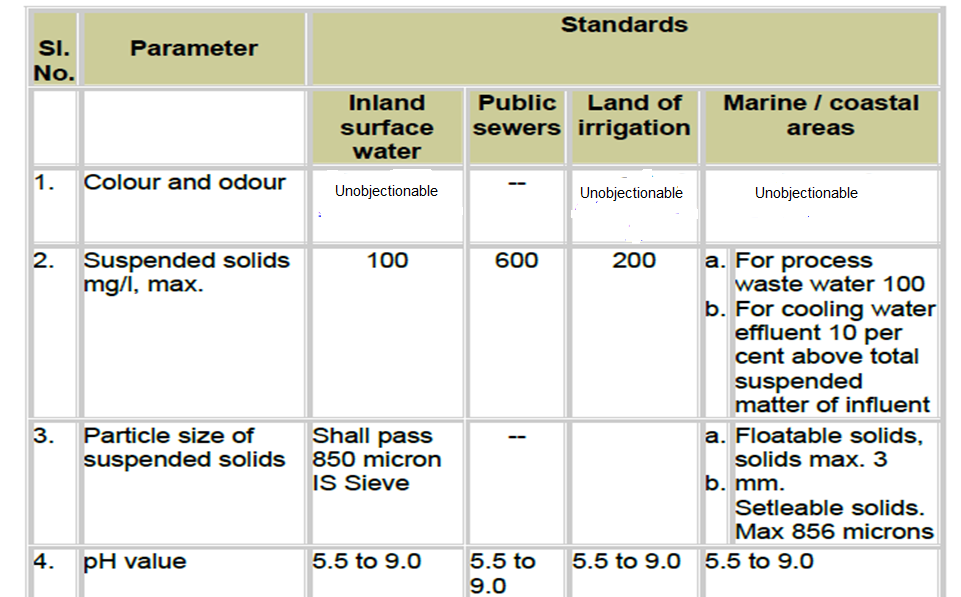 Standards
Sl.
No.
Parameter
Inland
surface
water
Public
sewers
Land of
irrigation
Marine / coastal
areas
1.
Colour and odour
Unobjectionable
--
Unobjectionable
Unobjectionable
2.
Suspended solids
mg/l, max.
100
600
200
a. For process
waste water 100
b. For cooling water
effluent 10 per
cent above total
suspended
matter of influent
3.
Particle size of
suspended solids
Shall pass
850 micron
IS Sieve
--
a. Floatable solids,
solids max. 3
b. mm.
Setleable solids.
Max 856 microns
4.
pH value
5.5 to 9.0
5.5 to
9.0
5.5 to 9.0
5.5 to 9.0